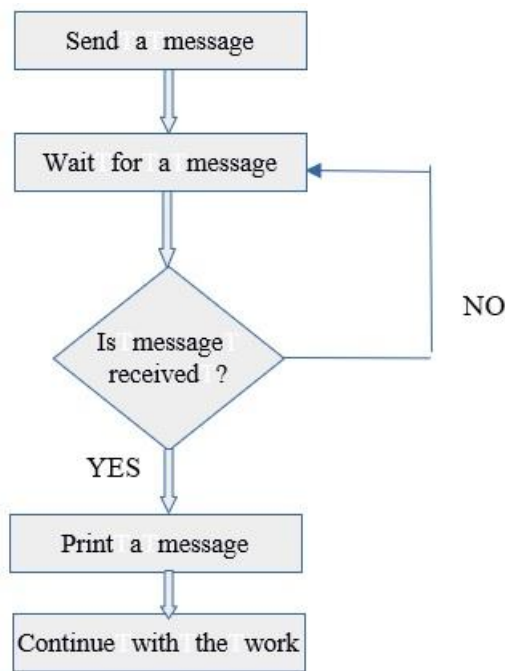 Send a message
Wait for a message
Is message
received ?
NO
YES
Print a message
Continue with the work